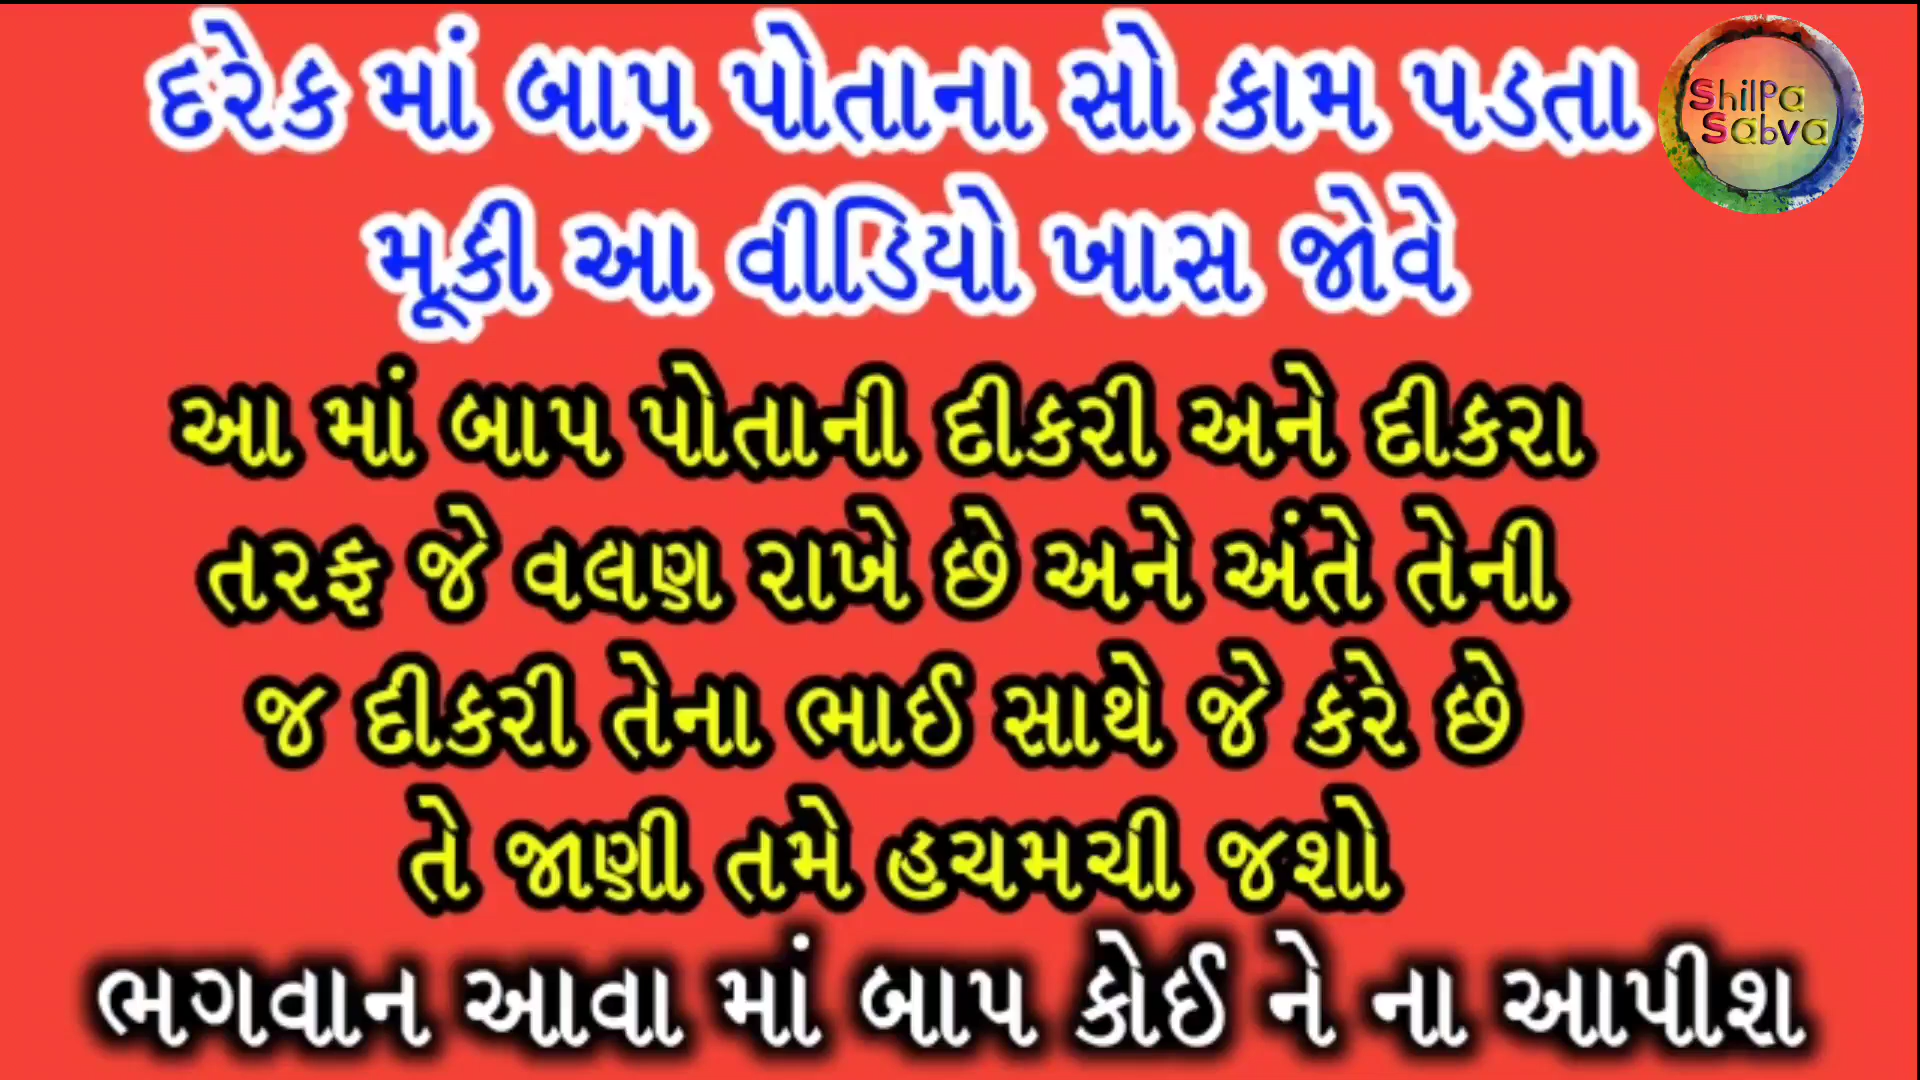 દરેક માં બાપ પોતાના સો કામ પડતા
મૂકી આ વીડિયો ખાસ જોવે
આ માં બાપ પોતાની દીકરી અને દીકરા
તરફ જે વલણ રાખે છે અને અંતે તેની
જ દીકરી તેના ભાઈ સાથે જે કરે છે
તે જાણી તમે હચમચી જશો
ભગવાન આવા માં બાપ કોઈ ને ના આપીશ
ShilPa
Sabva